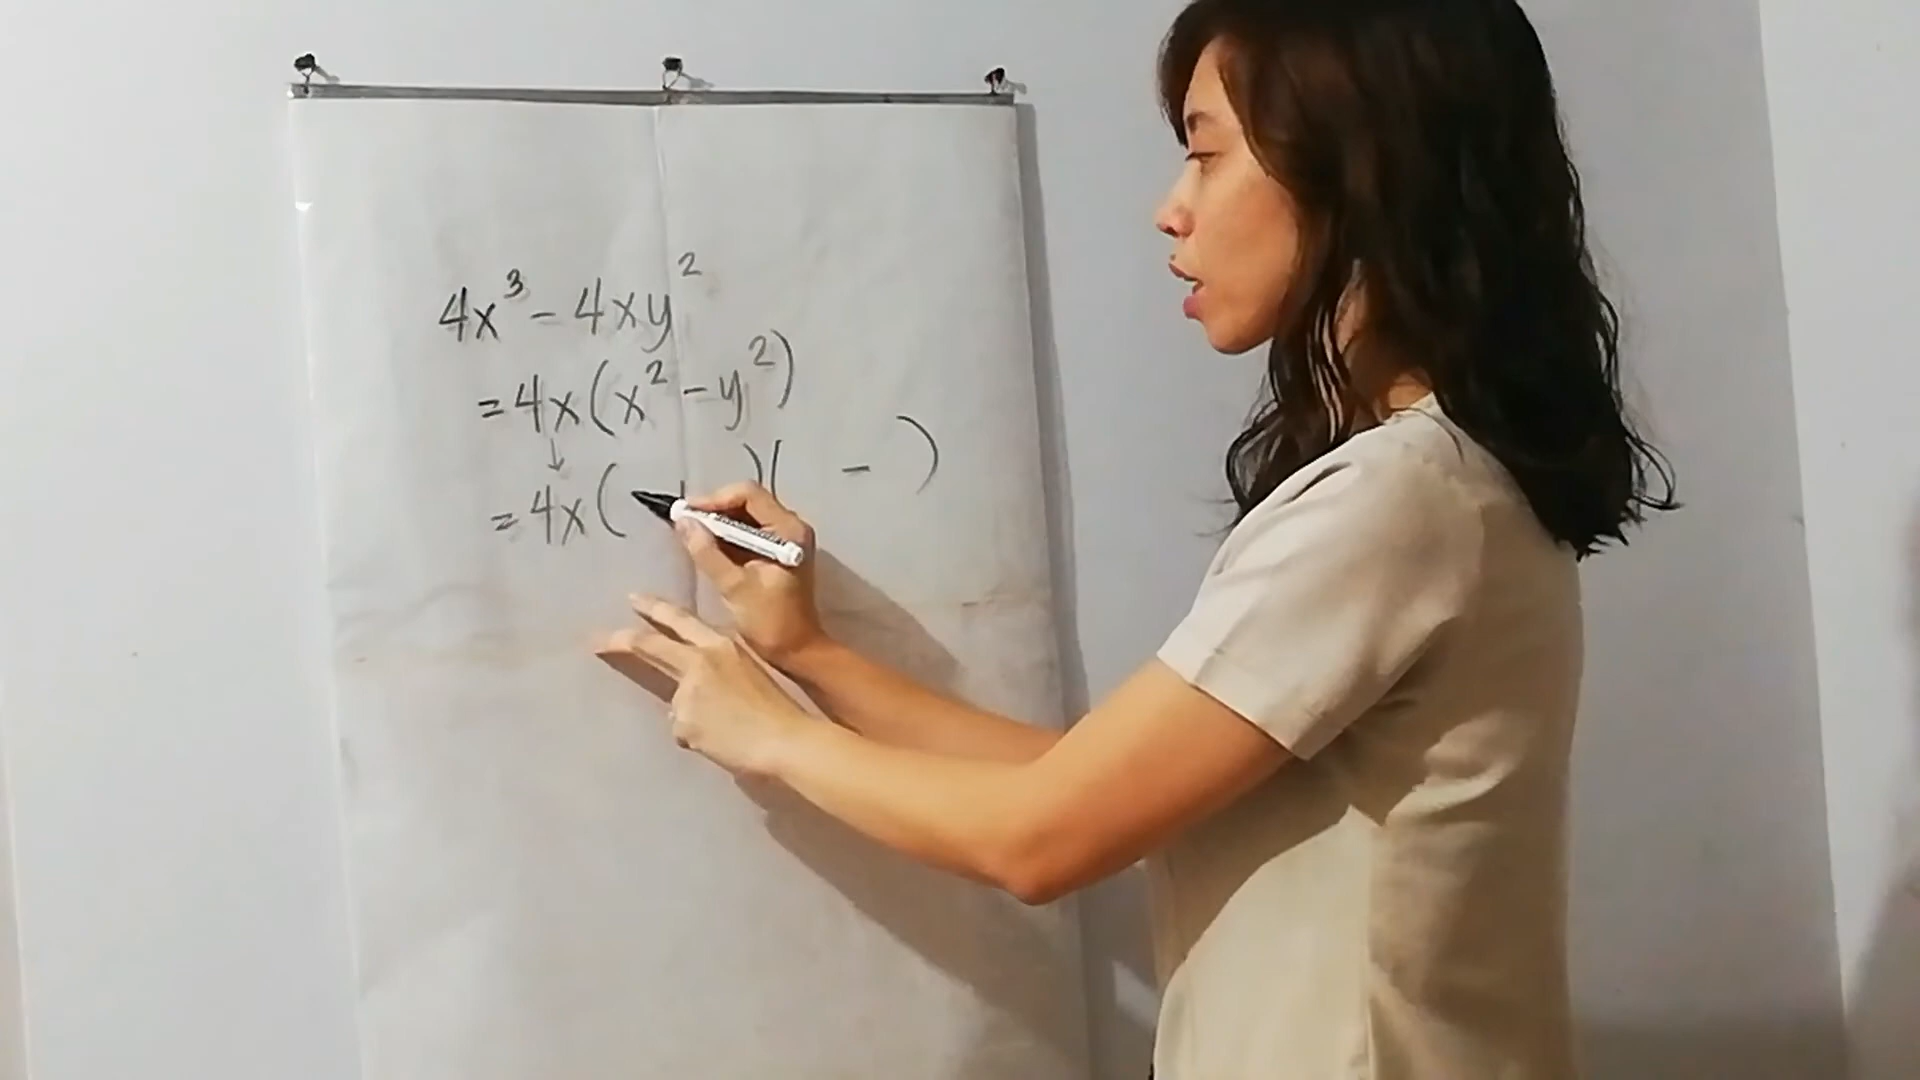 4x³ - 4xy²
= 4x(x² - y²)
= 4x(     )(   -   )